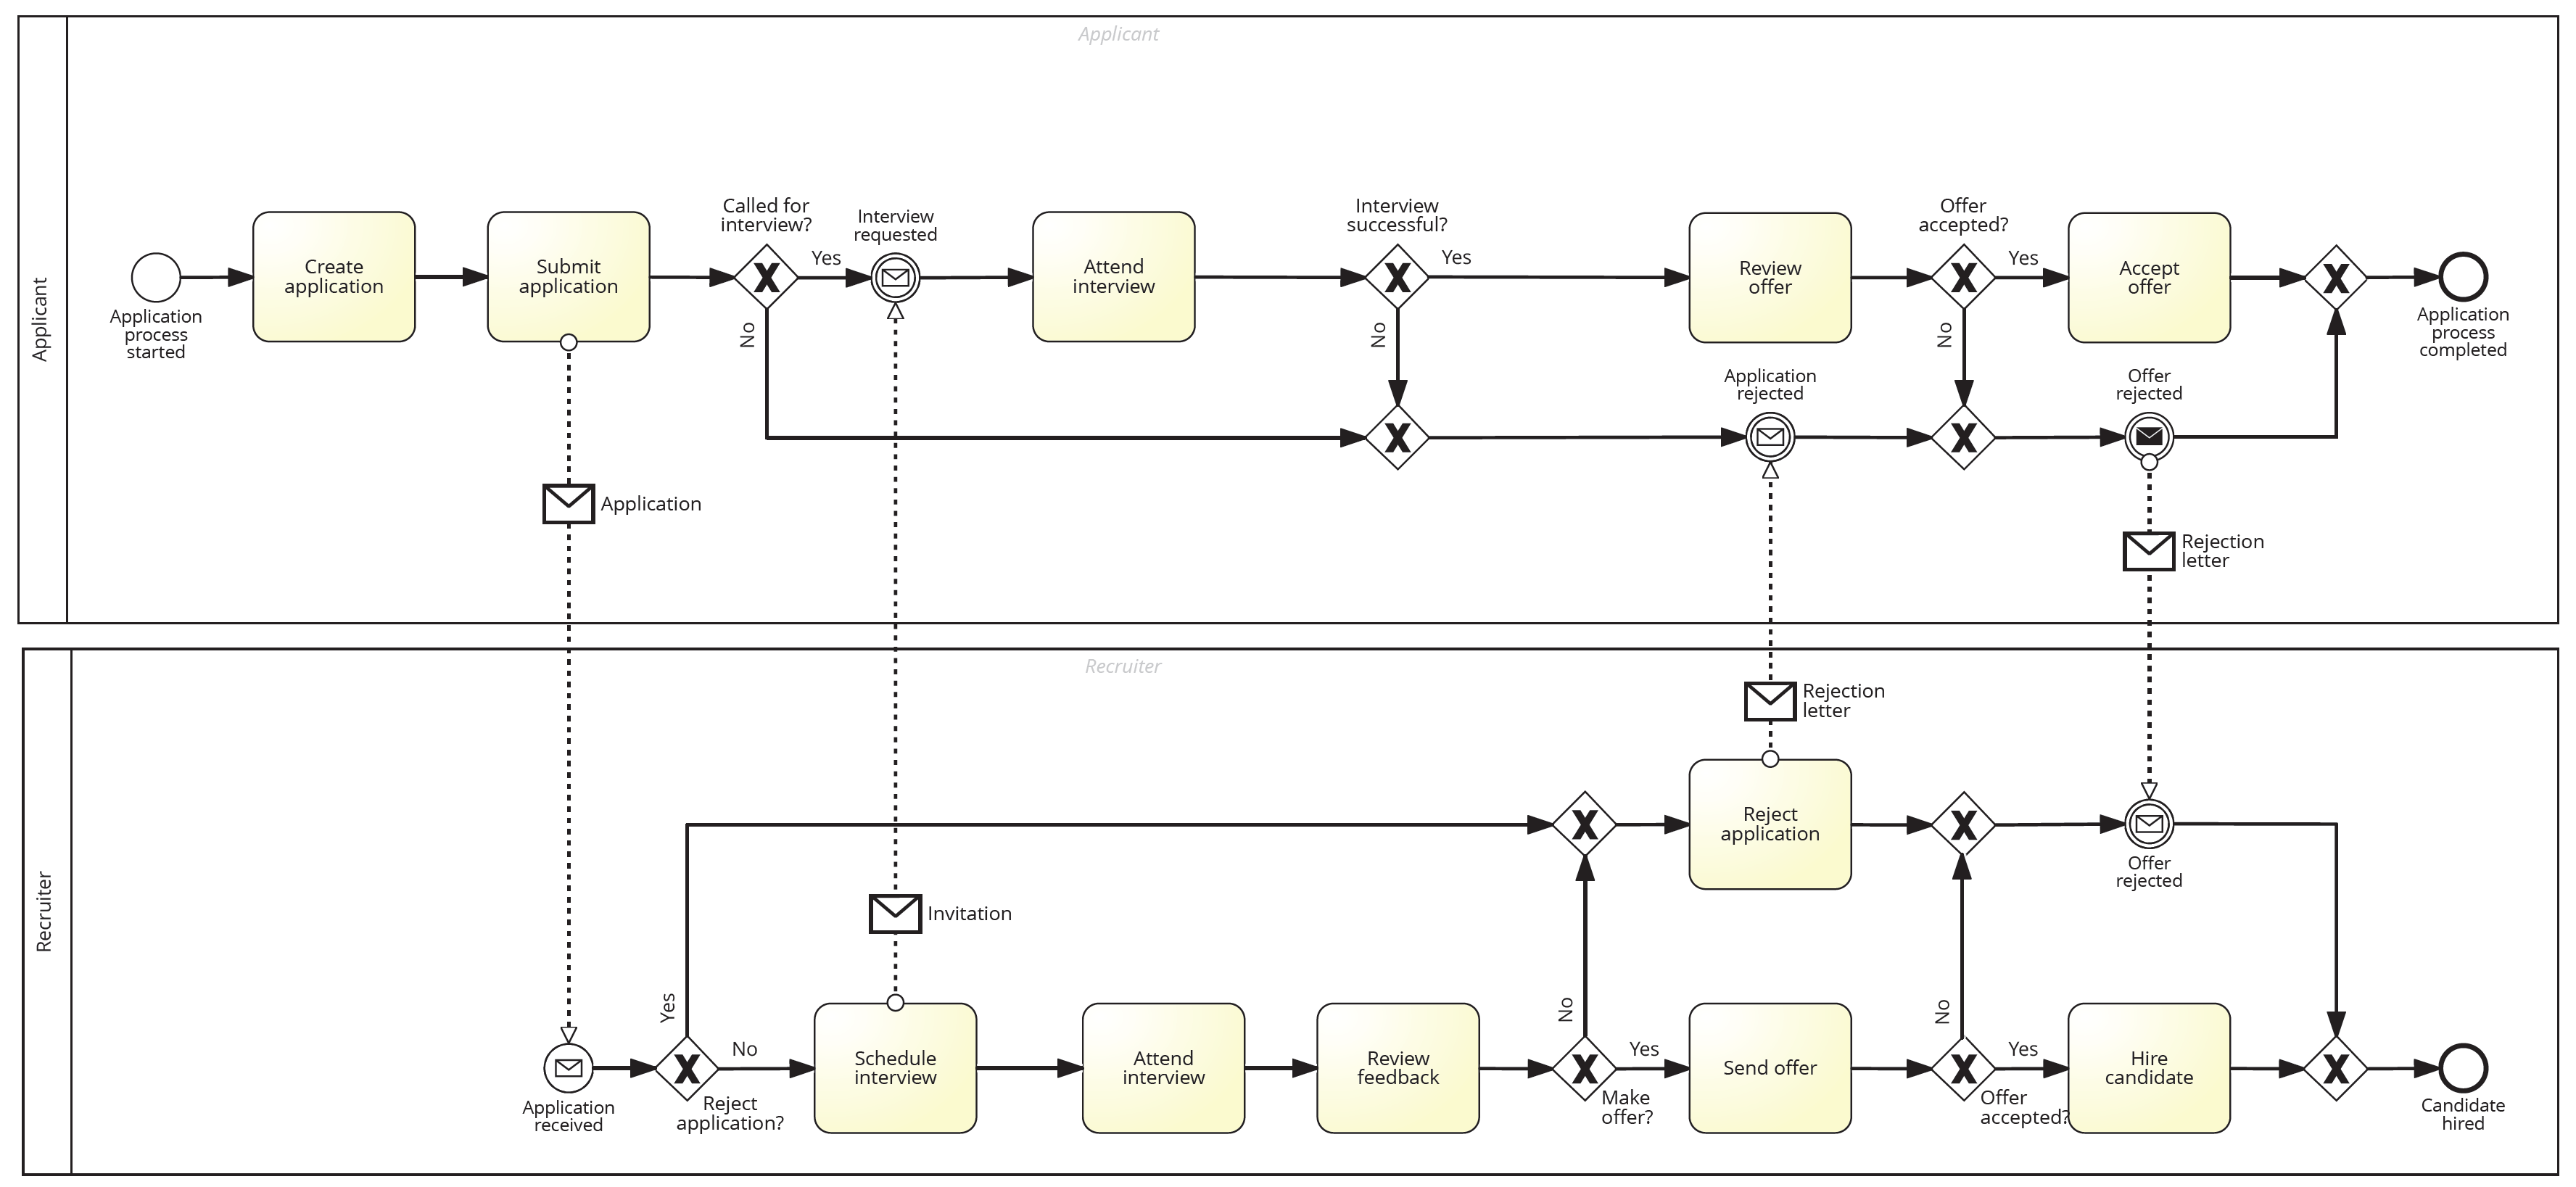 Applicant
Applicant
Called for
interview?
Interview
requested
Interview
successful?
Offer
accepted?
Create
application
Submit
application
Yes
Attend
interview
Yes
Review
offer
Yes
Accept
offer
Application
process
started
No
No
No
Application
process
completed
Application
rejected
Offer
rejected
Application
Rejection
letter
Recruiter
Recruiter
Rejection
letter
Reject
application
Offer
rejected
Invitation
Yes
No
No
No
Schedule
interview
Attend
interview
Review
feedback
Yes
Send offer
Yes
Hire
candidate
Application
received
Reject
application?
Make
offer?
Offer
accepted?
Candidate
hired